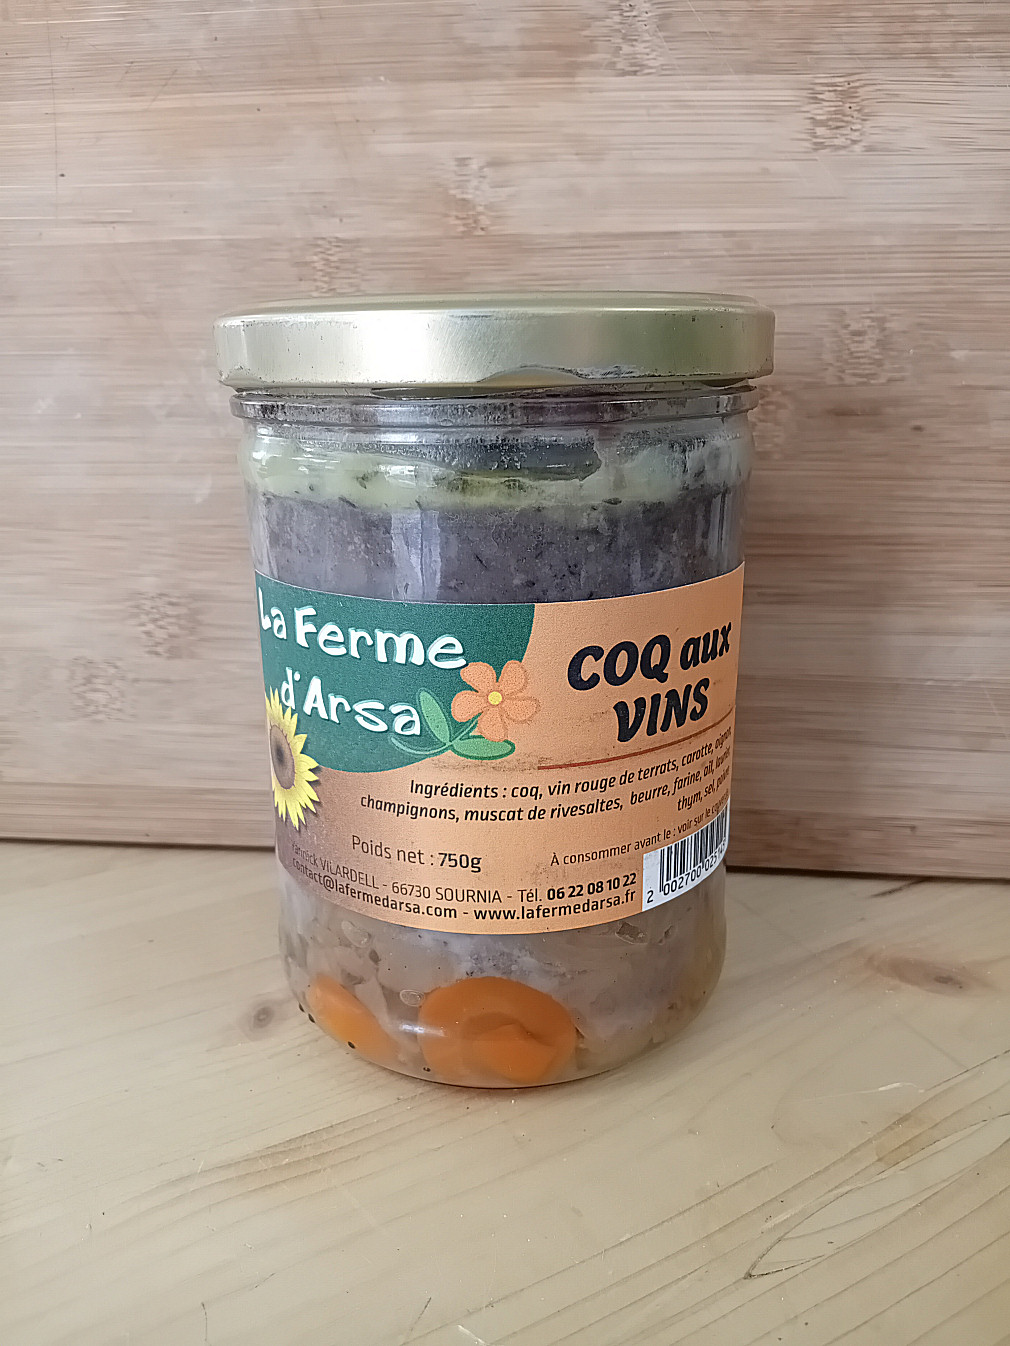 La Ferme
d'Arsa
COQ aux
VINS
Ingrédients : coq, vin rouge de terrats, carotte, oignon,
champignons, muscat de rivesaltes, beurre, farine, ail, laurier,
thym, sel, poivre
Poids net : 750g
À consommer avant le : voir sur le
Yannick VILARDELL - 66730 SOURNIA - Tél. 06 22 08 10 22
contact@lafermedarsa.com - www.lafermedarsa.fr